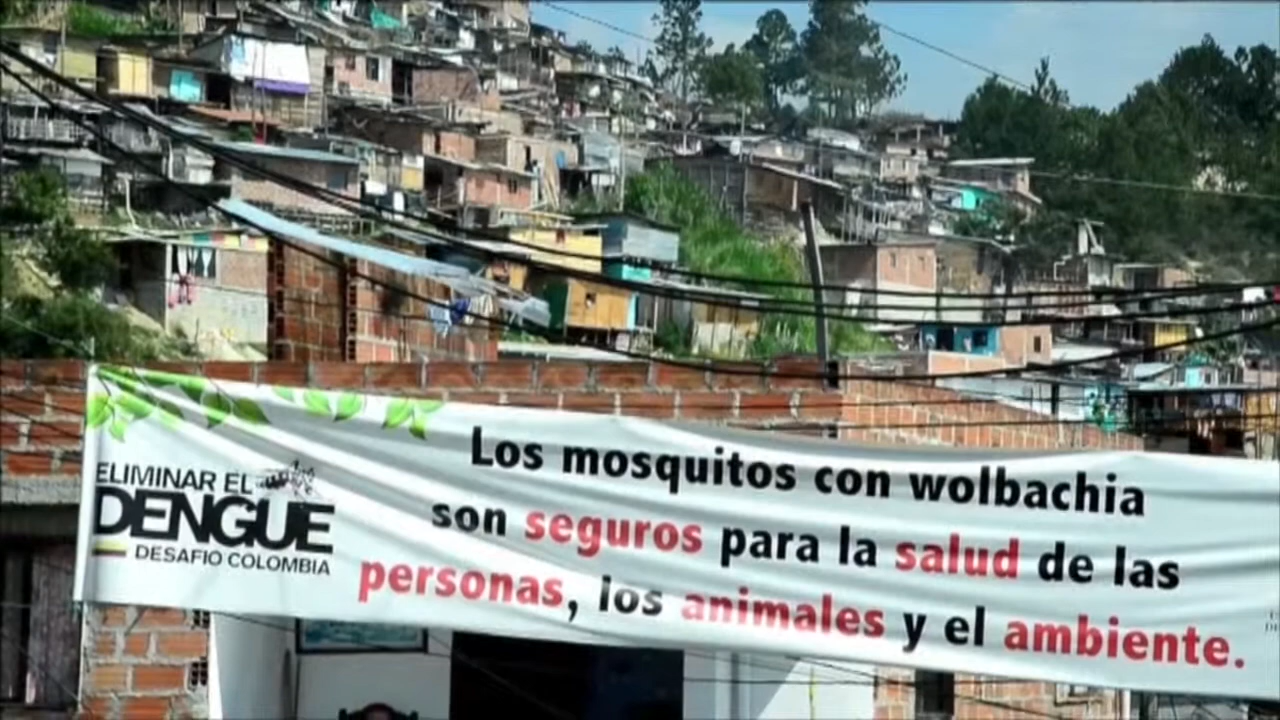 ELIMINAR EL
DENGUE
DESAFIO COLOMBIA
Los mosquitos con wolbachia
son seguros para la salud de las
personas, los animales y el ambiente.